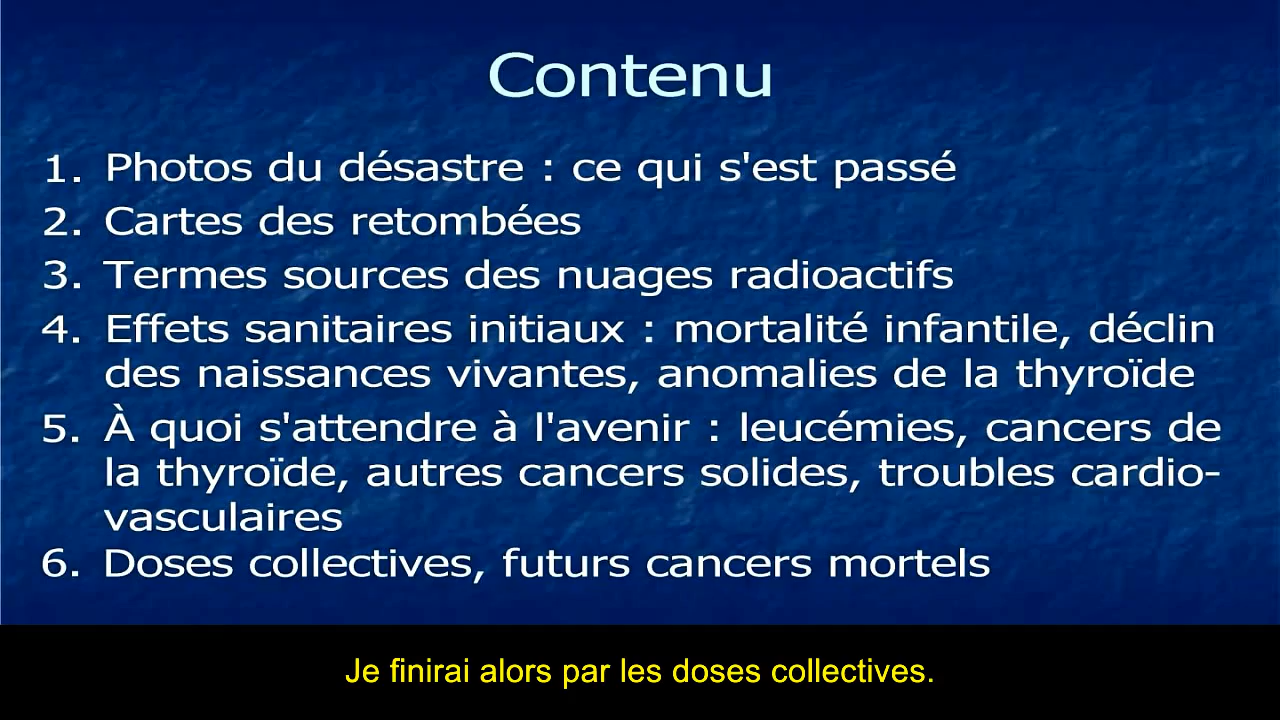 Contenu
1. Photos du désastre : ce qui s'est passé
2. Cartes des retombées
3. Termes sources des nuages radioactifs
4. Effets sanitaires initiaux : mortalité infantile, déclin
des naissances vivantes, anomalies de la thyroïde
5. À quoi s'attendre à l'avenir : leucémies, cancers de
la thyroïde, autres cancers solides, troubles cardio-
vasculaires
6. Doses collectives, futurs cancers mortels
Je finirai alors par les doses collectives.